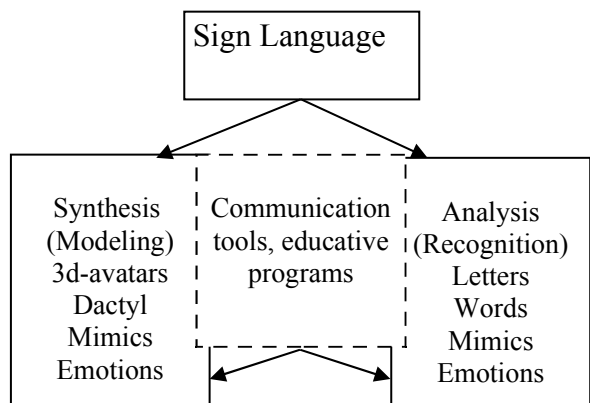 Sign Language
Synthesis
(Modeling)
3d-avatars
Dactyl
Mimics
Emotions
Communication
tools, educative
programs
Analysis
(Recognition)
Letters
Words
Mimics
Emotions